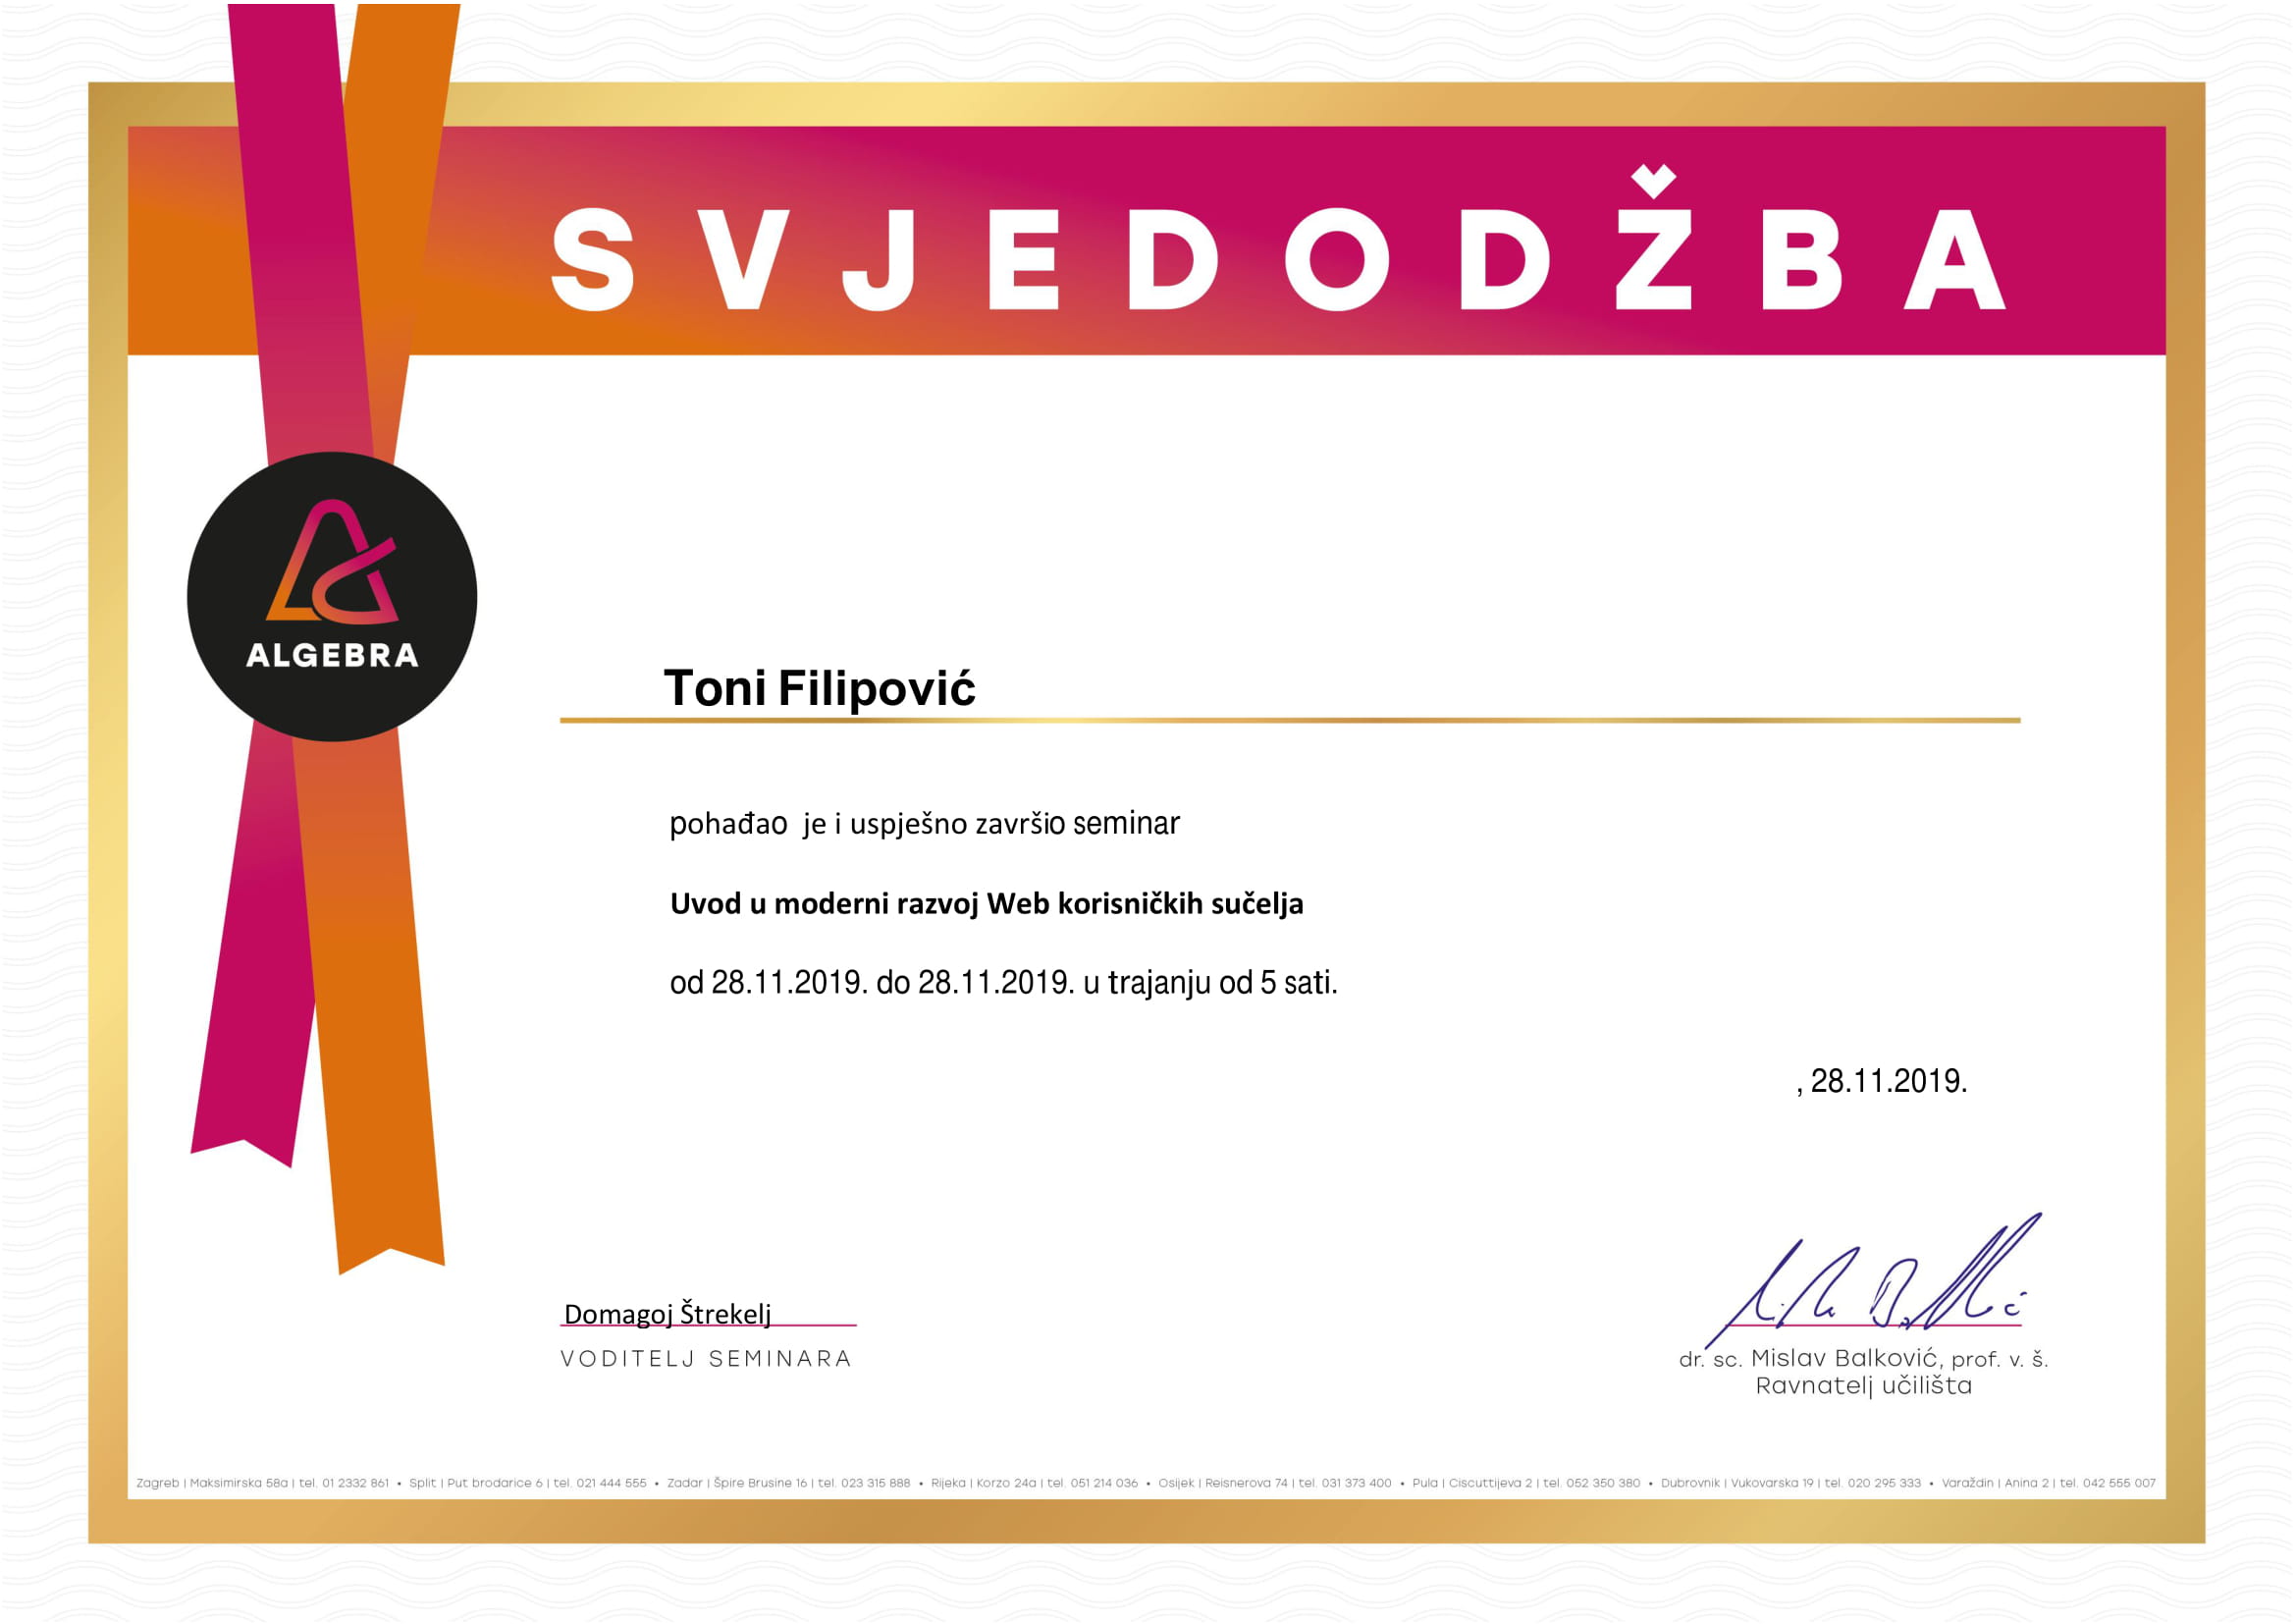 SVJEDODŽBA
ALGEBRA
Toni Filipović
pohađao je i uspješno završio seminar
Uvod u moderni razvoj Web korisničkih sučelja
od 28.11.2019. do 28.11.2019. u trajanju od 5 sati.
, 28.11.2019.
Domagoj Štrekelj
VODITELJ SEMINARA
dr. sc. Mislav Balković, prof. v. š.
Ravnatelj učilišta
Zagreb | Maksimirska 58a | tel. 01 2332 861 • Split | Put brodarice 6 | tel. 021 444 555 • Zadar | Špire Brusine 16 | tel. 023 315 888 • Rijeka | Korzo 24a | tel. 051 214 036 • Osijek | Reisnerova 74 | tel. 031 373 400 • Pula | Ciscuttijeva 2 | tel. 052 350 380 • Dubrovnik | Vukovarska 19 | tel. 020 295 333 • Varaždin | Anina 2 | tel. 042 555 007